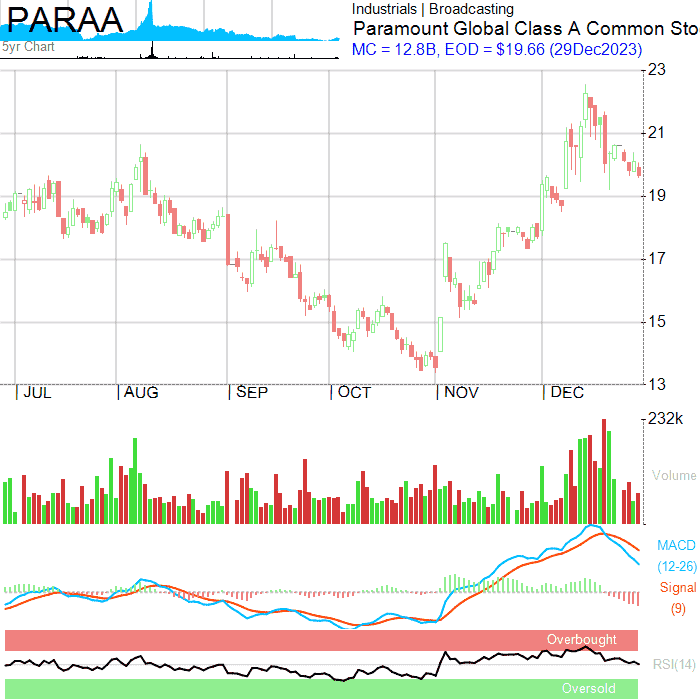 PARAA
5yr Chart
Industrials | Broadcasting
Paramount Global Class A Common Sto
MC = 12.8B, EOD = $19.66 (29Dec2023)
23
21
19
17
15
13
| JUL | AUG | SEP | OCT | NOV | DEC
232k
Volume
MACD
(12-26)
Signal
(9)
Overbought
RSI(14)
Oversold